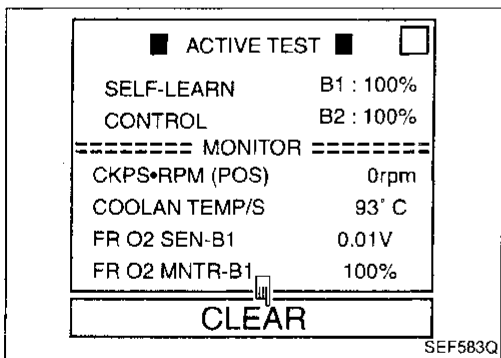 ■ ACTIVE TEST ■ □
SELF-LEARN B1 : 100%
CONTROL B2 : 100%
======== MONITOR ========
CKPS•RPM (POS) 0rpm
COOLAN TEMP/S 93° C
FR O2 SEN-B1 0.01V
FR O2 MNTR-B1 100%
CLEAR
SEF583Q